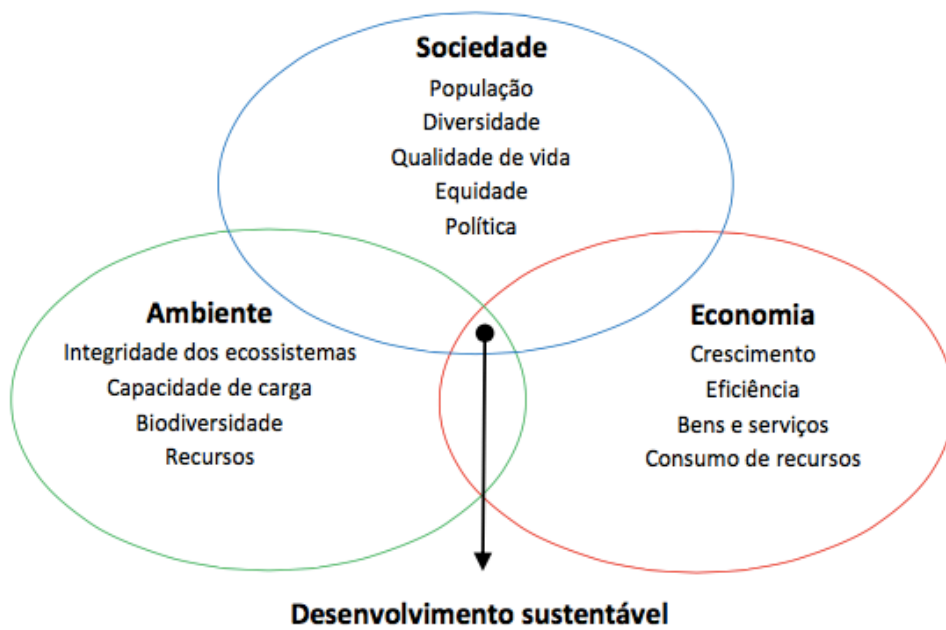 Sociedade
População
Diversidade
Qualidade de vida
Equidade
Política
Ambiente
Integridade dos ecossistemas
Capacidade de carga
Biodiversidade
Recursos
Economia
Crescimento
Eficiência
Bens e serviços
Consumo de recursos
Desenvolvimento sustentável